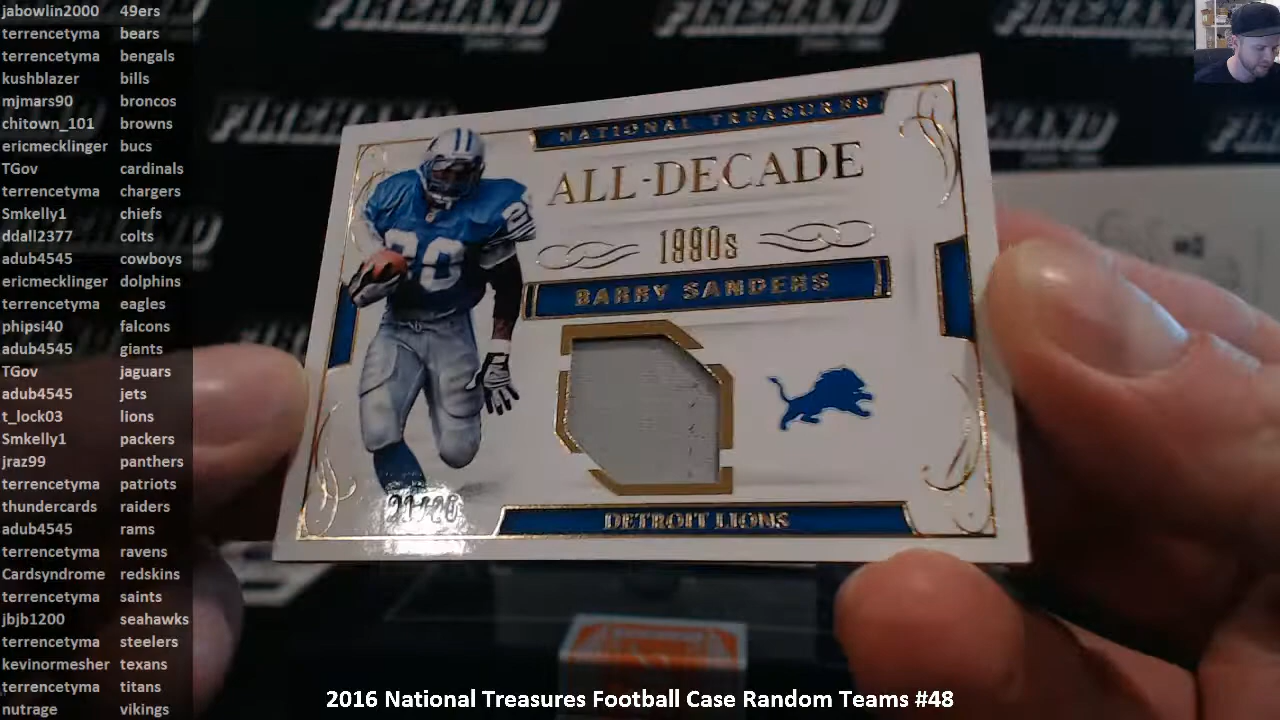 jabowlin2000 49ers
terrencetyma bears
terrencetyma bengals
kushblazer bills
mjmars90 broncos
chitown_101 browns
ericmecklinger bucs
TGov cardinals
terrencetyma chargers
Smkelly1 chiefs
ddall2377 colts
adub4545 cowboys
ericmecklinger dolphins
terrencetyma eagles
phipsi40 falcons
adub4545 giants
TGov jaguars
adub4545 jets
t_lock03 lions
Smkelly1 packers
jraz99 panthers
terrencetyma patriots
thundercards raiders
adub4545 rams
terrencetyma ravens
Cardsyndrome redskins
terrencetyma saints
jbjb1200 seahawks
terrencetyma steelers
kevinormesher texans
terrencetyma titans
nutrage vikings
FIREHAND
NATIONAL TREASURES
ALL-DECADE
1990s
BARRY SANDERS
20
DETROIT LIONS
2016 National Treasures Football Case Random Teams #48